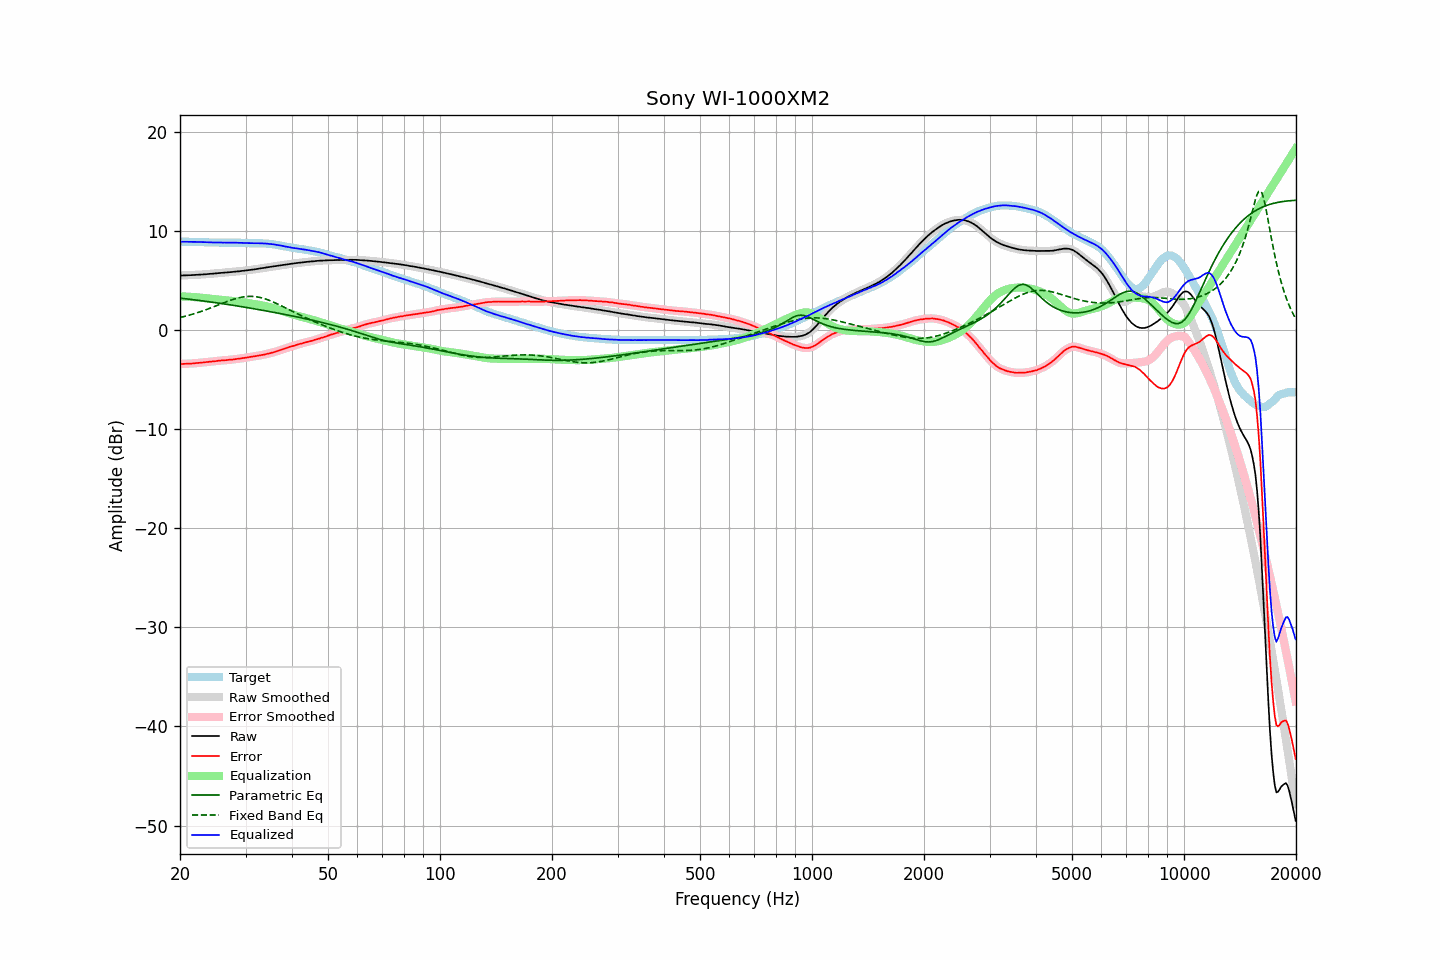 Sony WI-1000XM2
Amplitude (dBr)
20
10
0
−10
−20
−30
−40
−50
Target
Raw Smoothed
Error Smoothed
Raw
Error
Equalization
Parametric Eq
Fixed Band Eq
Equalized
20 50 100 200 500 1000 2000 5000 10000 20000
Frequency (Hz)